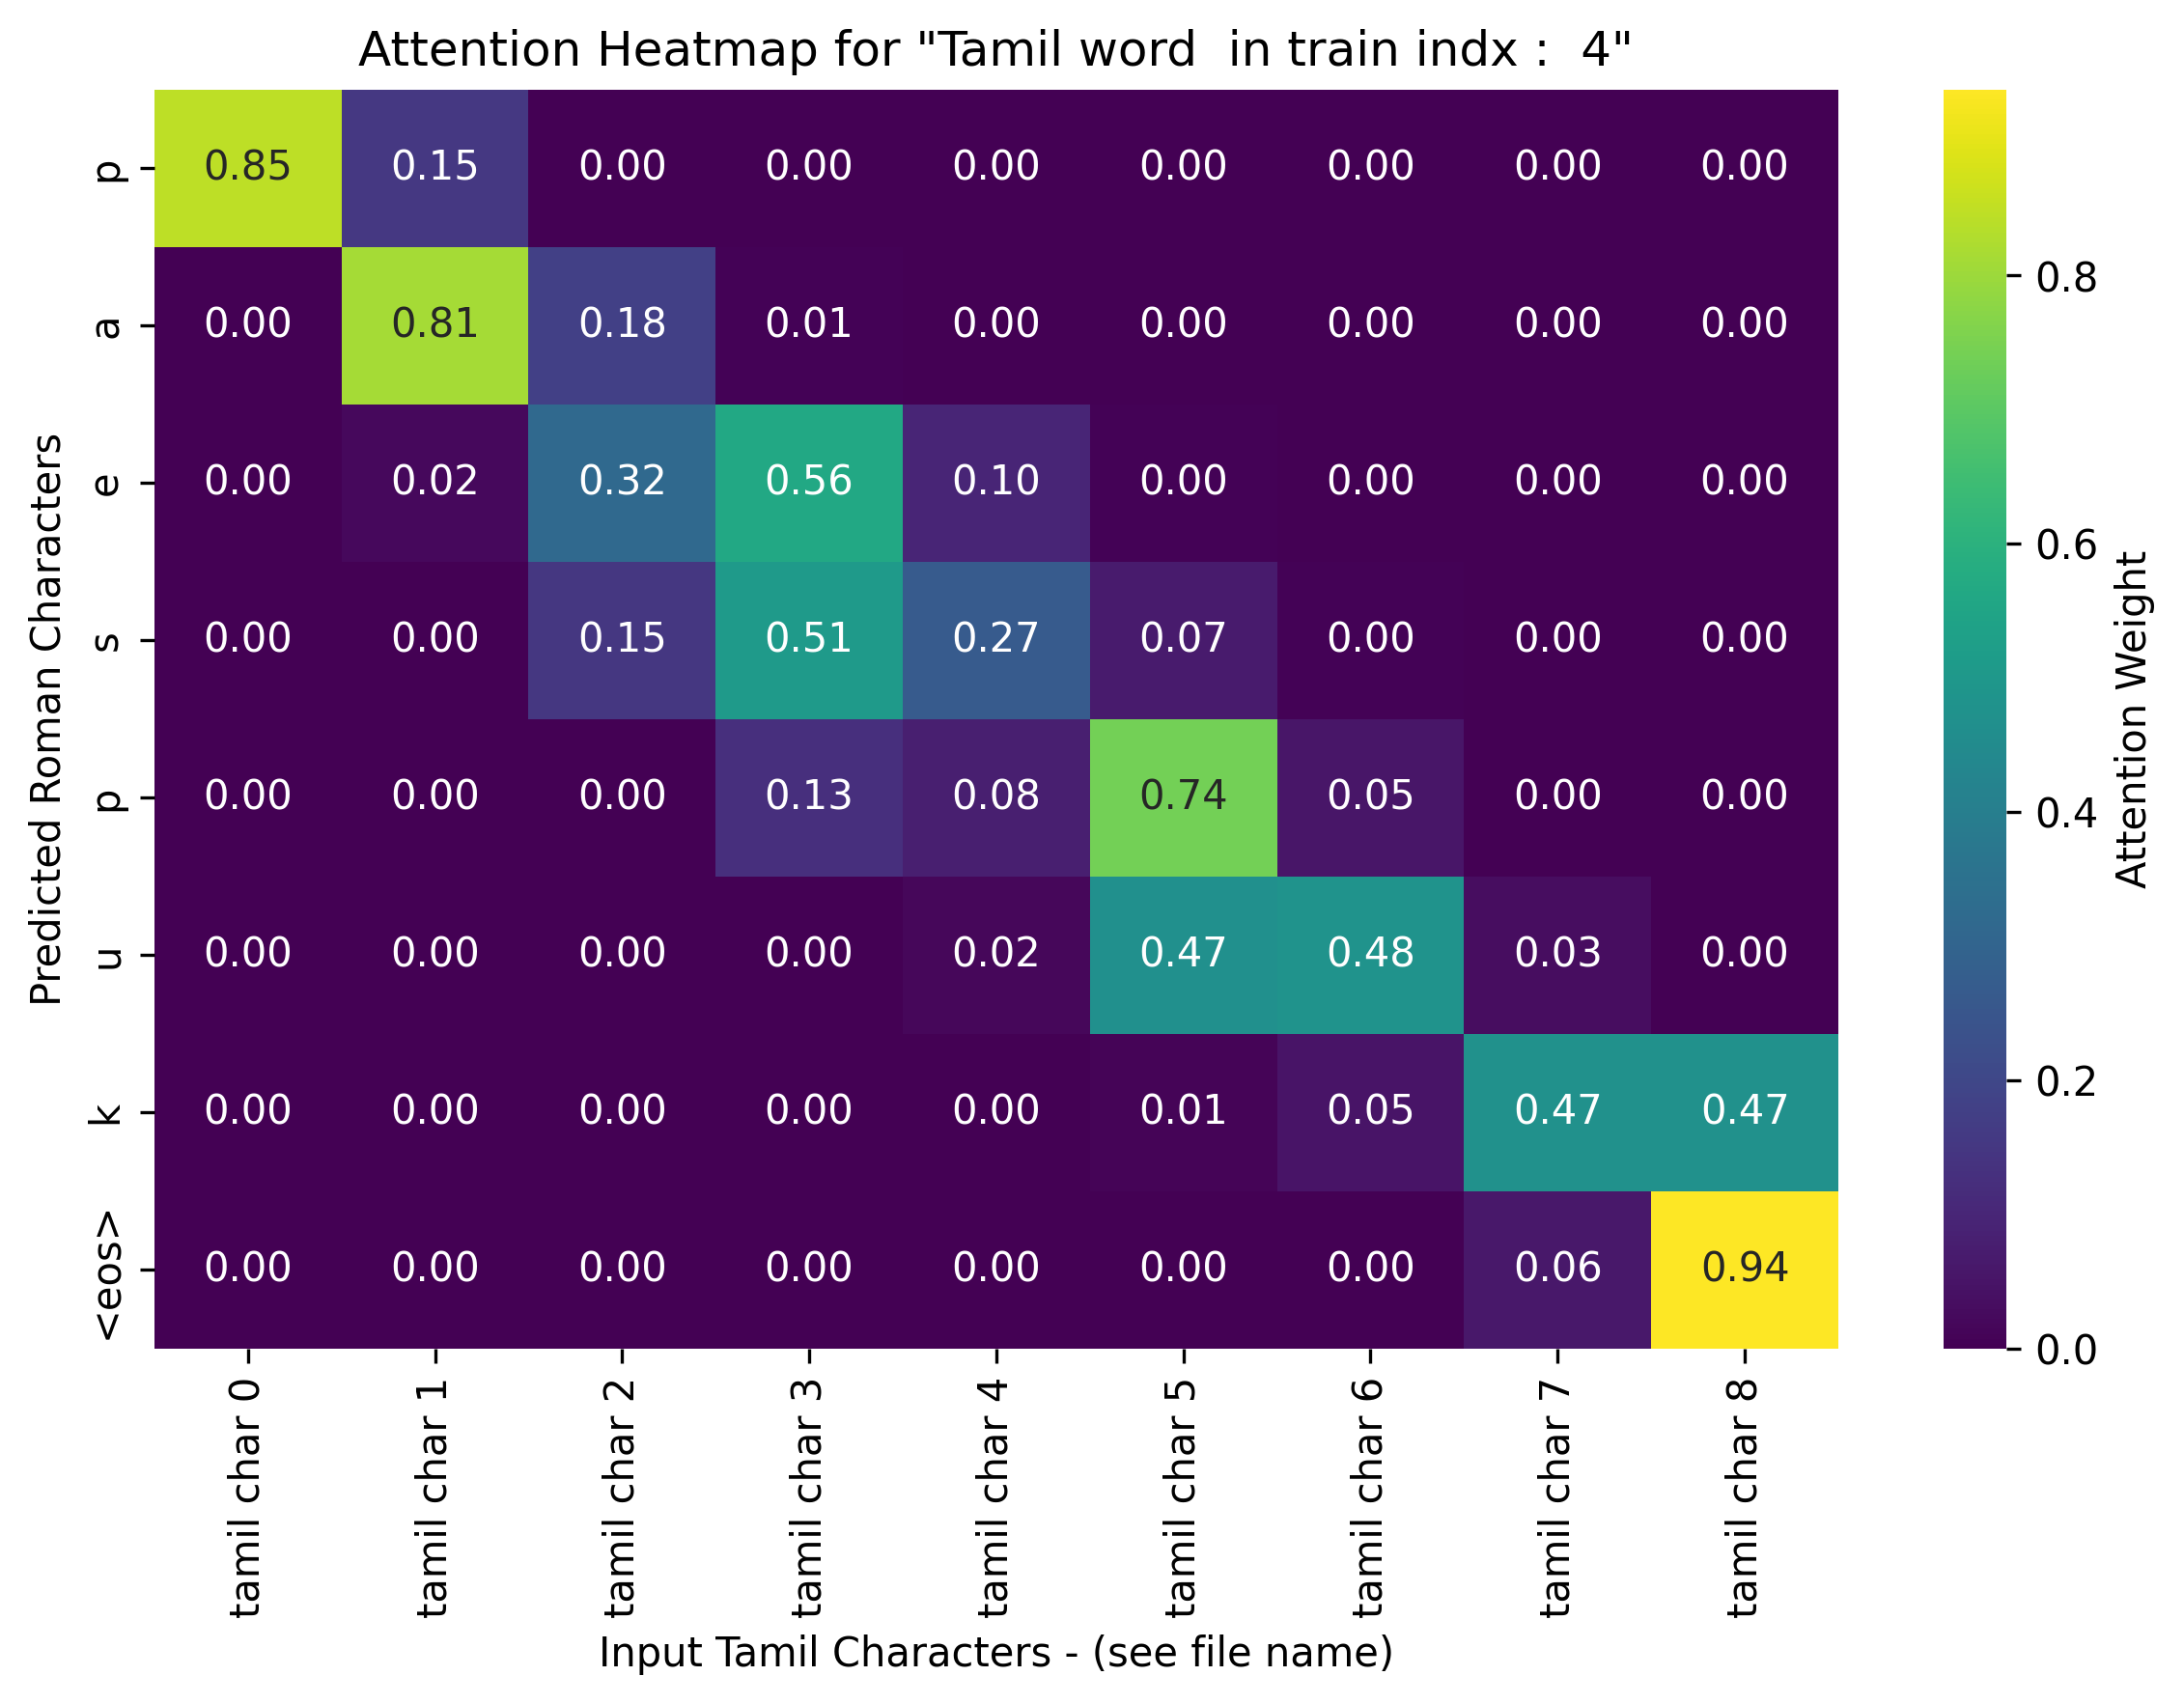 Attention Heatmap for "Tamil word  in train indx :  4"
Predicted Roman Characters
p 0.85 0.15 0.00 0.00 0.00 0.00 0.00 0.00 0.00
a 0.00 0.81 0.18 0.01 0.00 0.00 0.00 0.00 0.00
e 0.00 0.02 0.32 0.56 0.10 0.00 0.00 0.00 0.00
s 0.00 0.00 0.15 0.51 0.27 0.07 0.00 0.00 0.00
p 0.00 0.00 0.00 0.13 0.08 0.74 0.05 0.00 0.00
u 0.00 0.00 0.00 0.00 0.02 0.47 0.48 0.03 0.00
k 0.00 0.00 0.00 0.00 0.00 0.01 0.05 0.47 0.47
<eos> 0.00 0.00 0.00 0.00 0.00 0.00 0.00 0.06 0.94
tamil char 0
tamil char 1
tamil char 2
tamil char 3
tamil char 4
tamil char 5
tamil char 6
tamil char 7
tamil char 8
Input Tamil Characters - (see file name)
0.8
0.6
0.4
0.2
0.0
Attention Weight